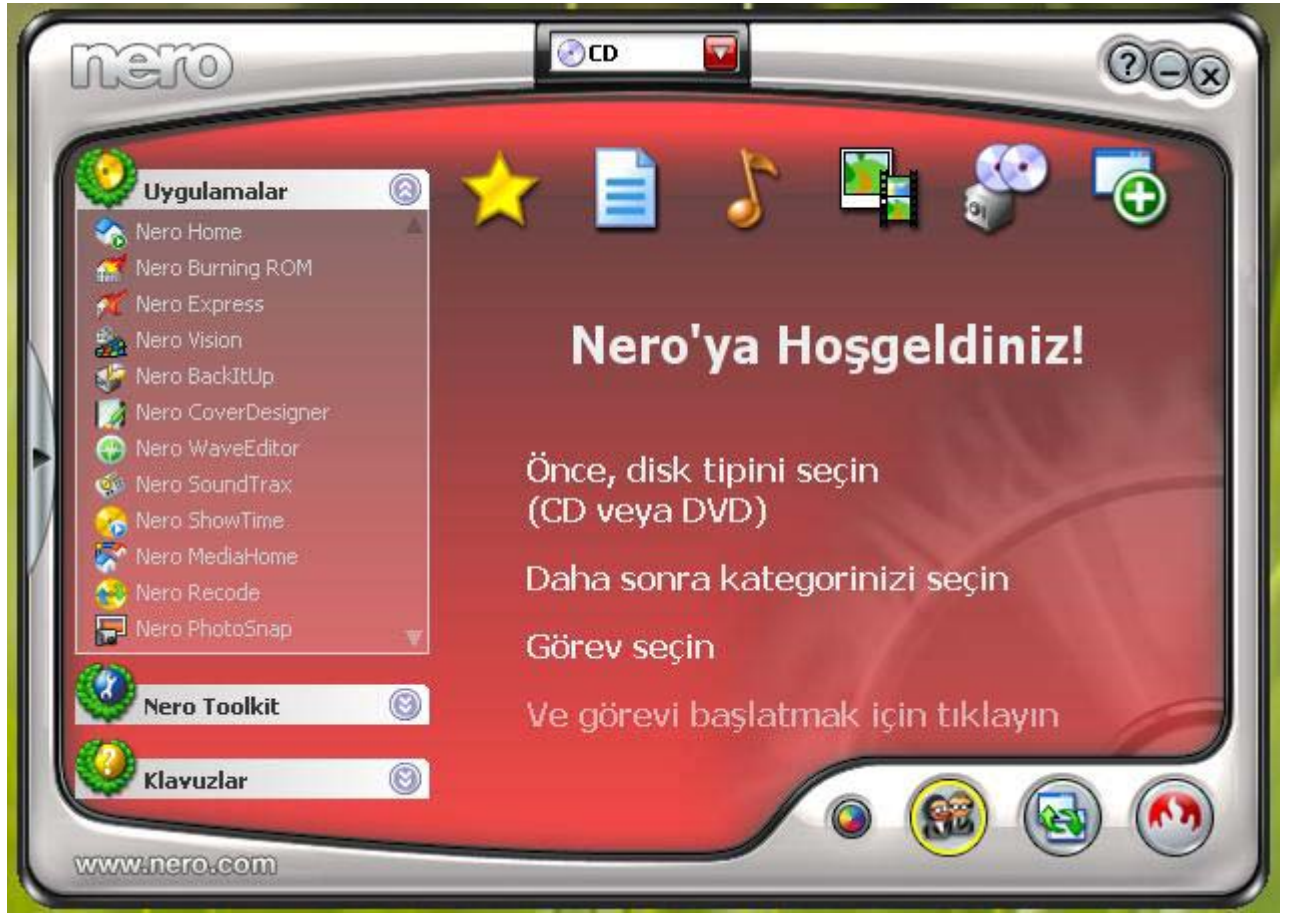 nero
CD
Uygulamalar
Nero Home
Nero Burning ROM
Nero Express
Nero Vision
Nero BackItUp
Nero CoverDesigner
Nero WaveEditor
Nero SoundTrax
Nero ShowTime
Nero MediaHome
Nero Recode
Nero PhotoSnap
Nero Toolkit
Klavuzlar
Nero'ya Hoşgeldiniz!
Önce, disk tipini seçin
(CD veya DVD)
Daha sonra kategorinizi seçin
Görev seçin
Ve görevi başlatmak için tıklayın
www.nero.com